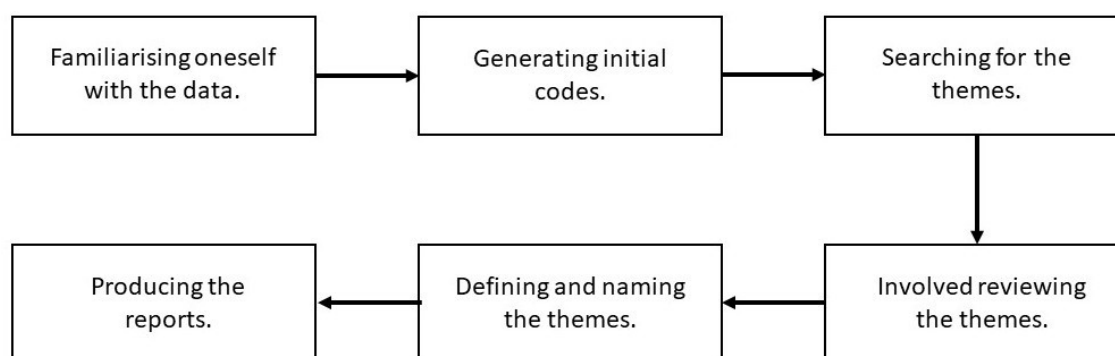 Familiarising oneself
with the data.
Generating initial
codes.
Searching for the
themes.
Involved reviewing
the themes.
Defining and naming
the themes.
Producing the
reports.